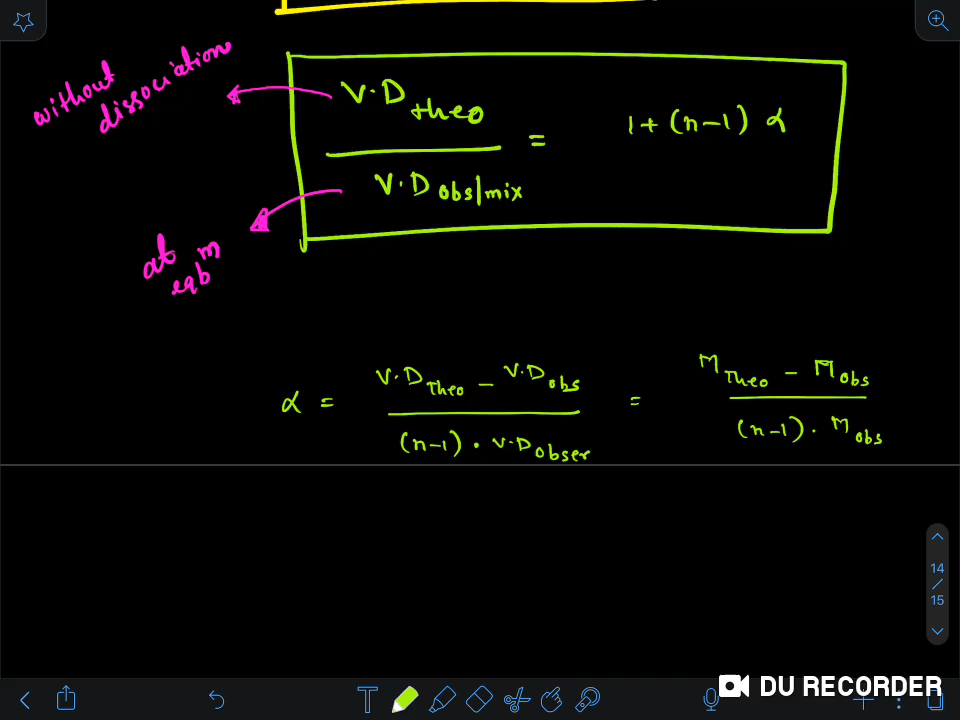 without dissociation
V.D theo / V.D obs/mix = 1 + (n-1) α
at eqbm
α = V.D Theo - V.D obs / (n-1) . V.D obser = M Theo - M obs / (n-1) . M obs
14
/
15
T
DU RECORDER